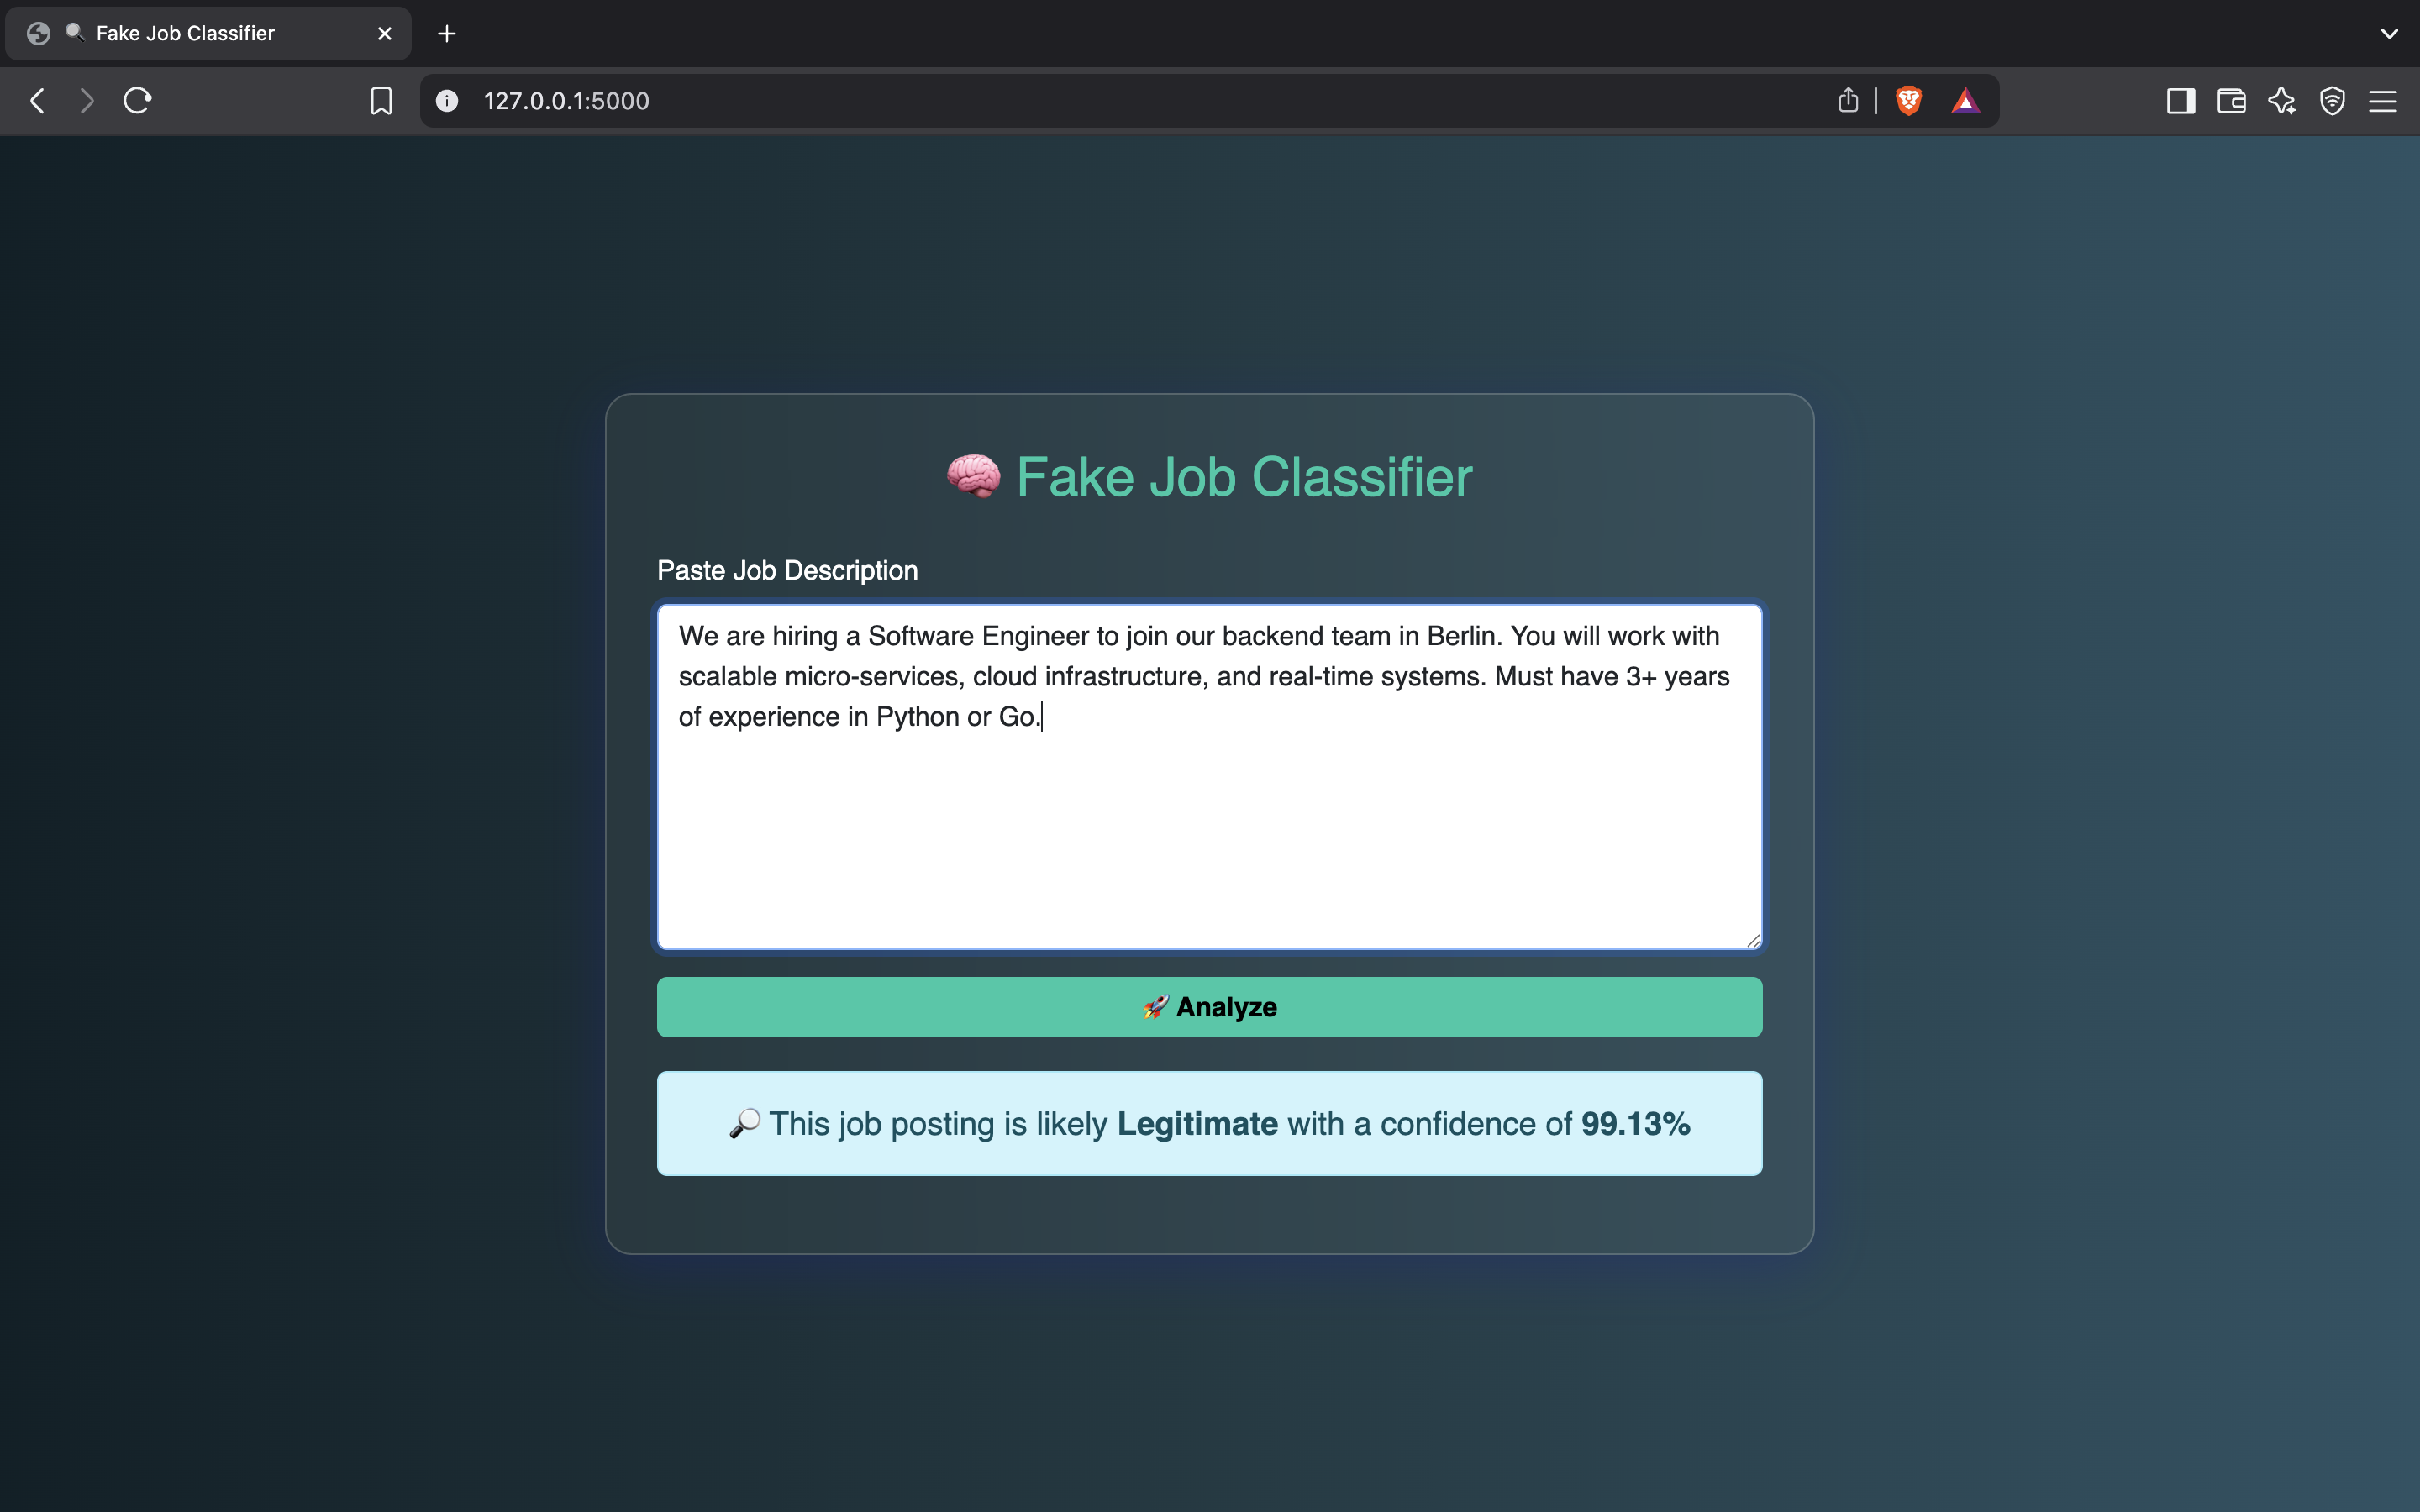 🔍 Fake Job Classifier
127.0.0.1:5000
🧠 Fake Job Classifier
Paste Job Description
We are hiring a Software Engineer to join our backend team in Berlin. You will work with
scalable micro-services, cloud infrastructure, and real-time systems. Must have 3+ years
of experience in Python or Go.
🚀 Analyze
🔎 This job posting is likely Legitimate with a confidence of 99.13%